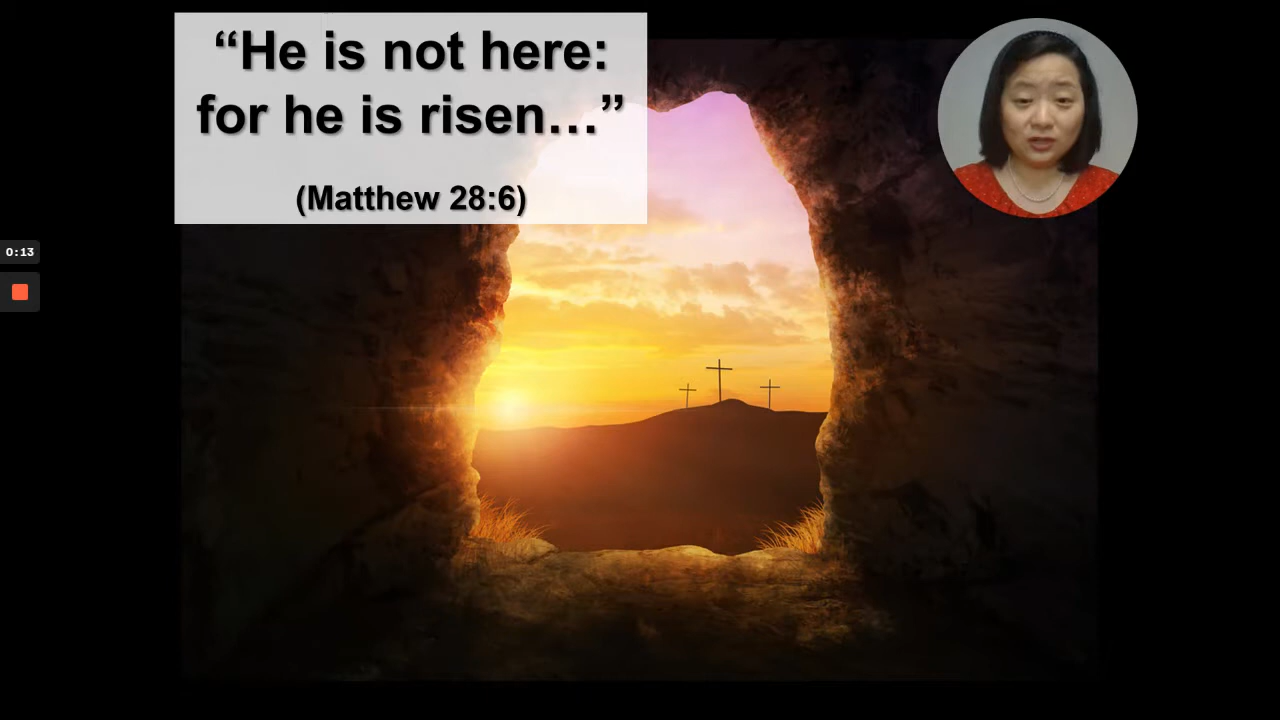 “He is not here:
for he is risen…”
(Matthew 28:6)
0:13